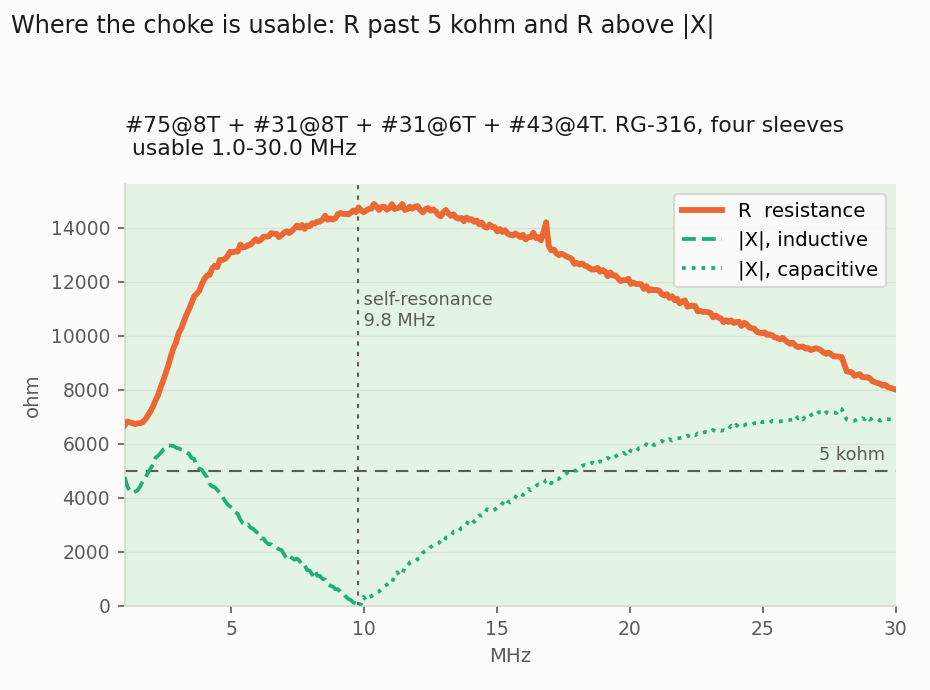 Where the choke is usable: R past 5 kohm and R above |X|
#75@8T + #31@8T + #31@6T + #43@4T. RG-316, four sleeves
usable 1.0-30.0 MHz
R  resistance
|X|, inductive
|X|, capacitive
self-resonance
9.8 MHz
5 kohm
ohm
14000
12000
10000
8000
6000
4000
2000
0
5
10
15
20
25
30
MHz